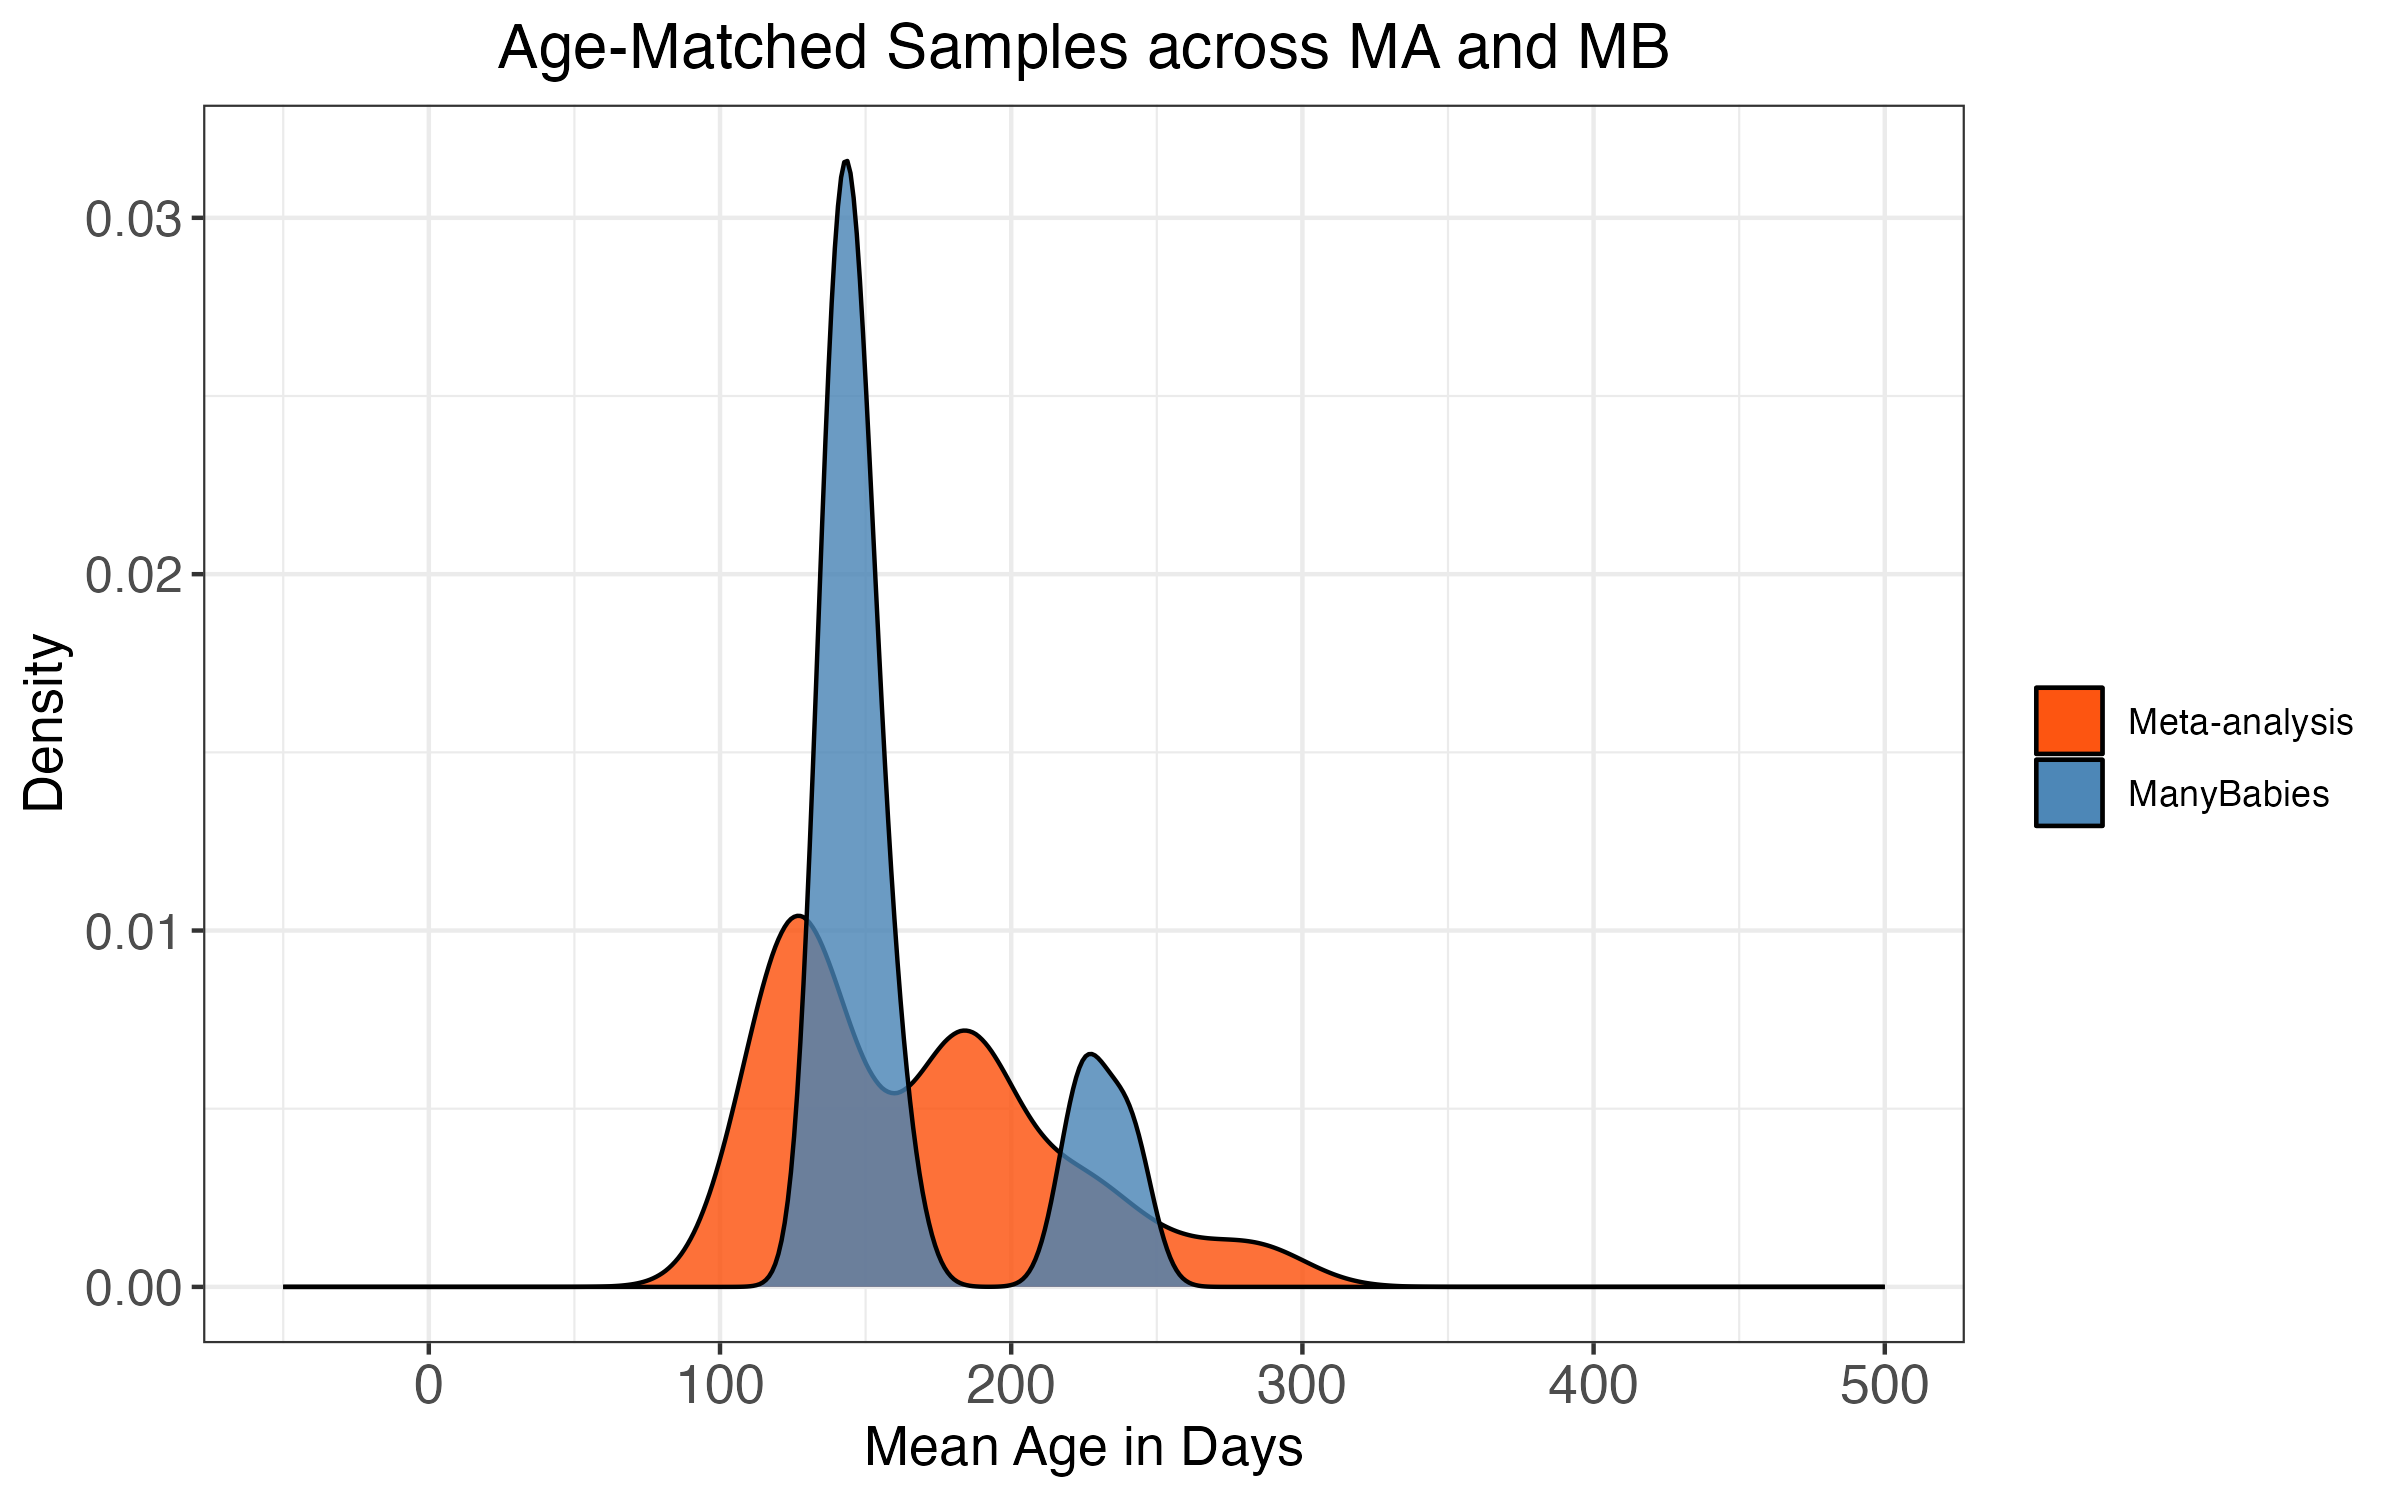 Age-Matched Samples across MA and MB
Density
0.03
0.02
0.01
0.00
0 100 200 300 400 500
Mean Age in Days
Meta-analysis
ManyBabies